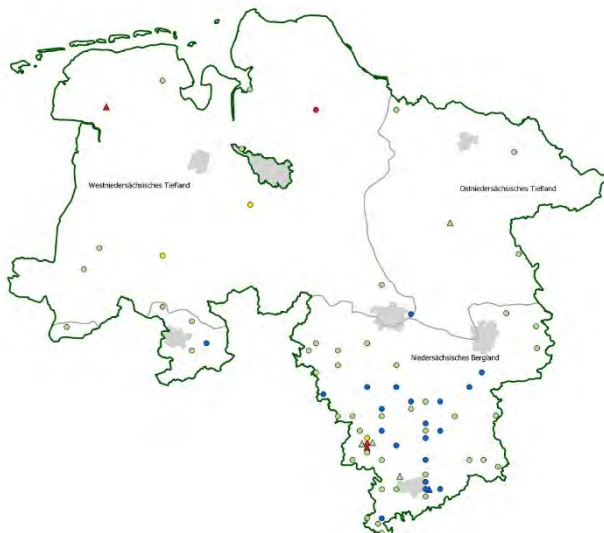 Westniedersächsisches Tiefland
Ostniedersächsisches Tiefland
Niedersächsisches Bergland